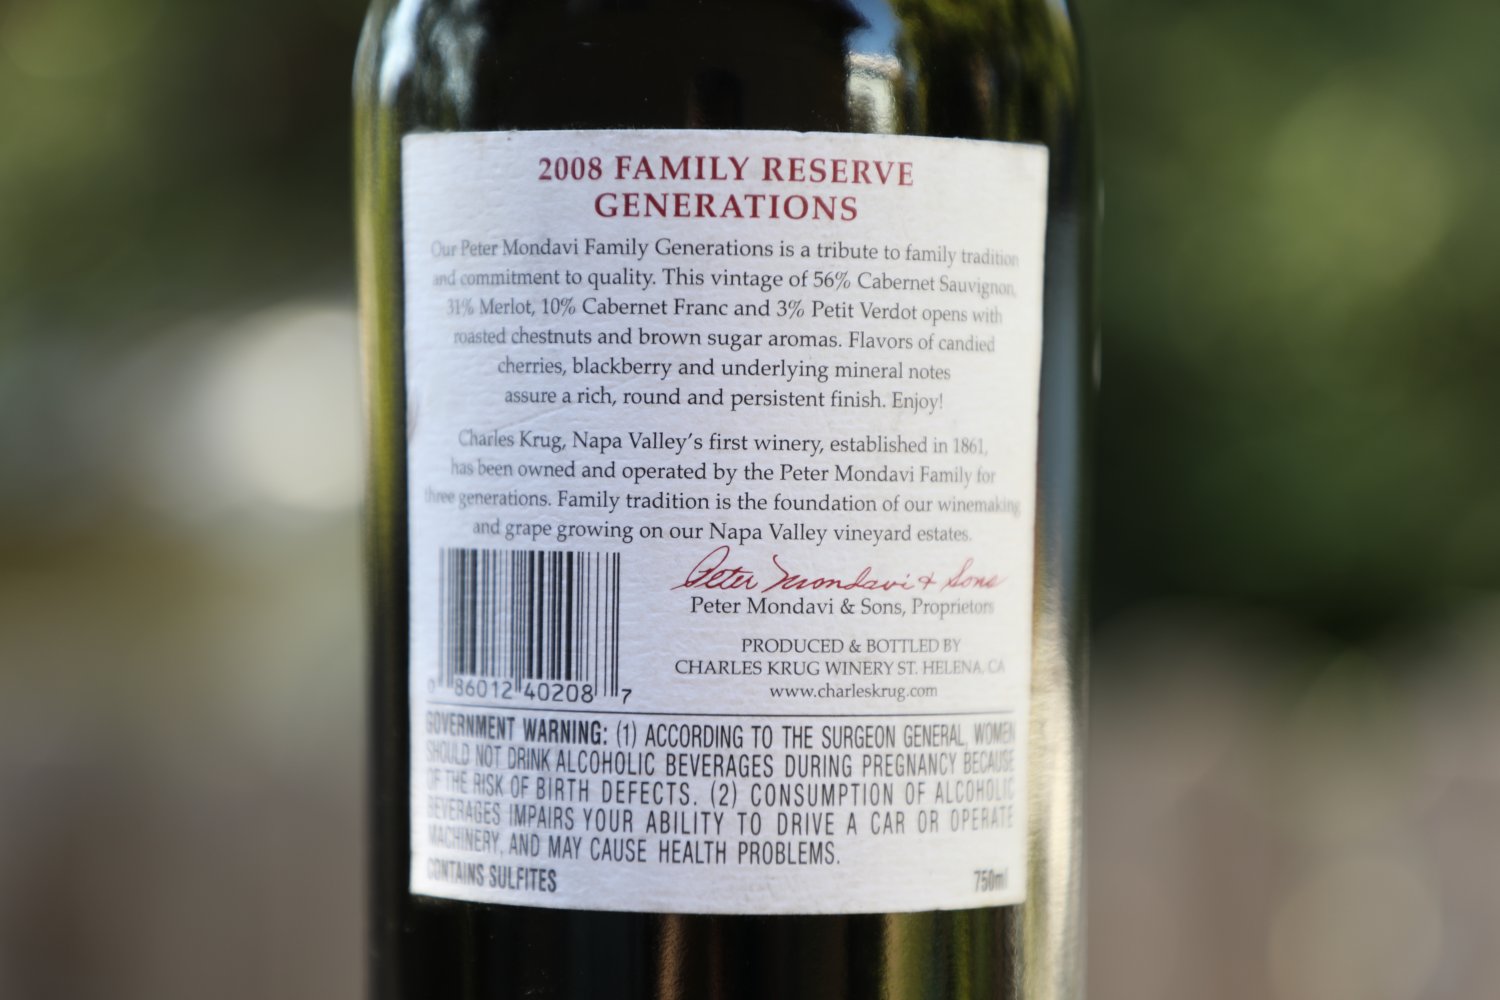 2008 FAMILY RESERVE
GENERATIONS
Our Peter Mondavi Family Generations is a tribute to family tradition
and commitment to quality. This vintage of 56% Cabernet Sauvignon,
31% Merlot, 10% Cabernet Franc and 3% Petit Verdot opens with
roasted chestnuts and brown sugar aromas. Flavors of candied
cherries, blackberry and underlying mineral notes
assure a rich, round and persistent finish. Enjoy!
Charles Krug, Napa Valley's first winery, established in 1861,
has been owned and operated by the Peter Mondavi Family for
three generations. Family tradition is the foundation of our winemaking
and grape growing on our Napa Valley vineyard estates.
Peter Mondavi & Sons
Peter Mondavi & Sons, Proprietors
PRODUCED & BOTTLED BY
CHARLES KRUG WINERY ST. HELENA, CA
www.charleskrug.com
0 86012 40208 7
GOVERNMENT WARNING: (1) ACCORDING TO THE SURGEON GENERAL, WOMEN
SHOULD NOT DRINK ALCOHOLIC BEVERAGES DURING PREGNANCY BECAUSE
OF THE RISK OF BIRTH DEFECTS. (2) CONSUMPTION OF ALCOHOLIC
BEVERAGES IMPAIRS YOUR ABILITY TO DRIVE A CAR OR OPERATE
MACHINERY, AND MAY CAUSE HEALTH PROBLEMS.
CONTAINS SULFITES 750ml